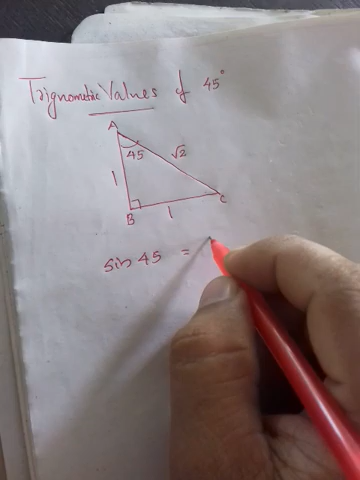 Trignometric Values of 45°
A
45
√2
1
B
1
C
sin 45 =